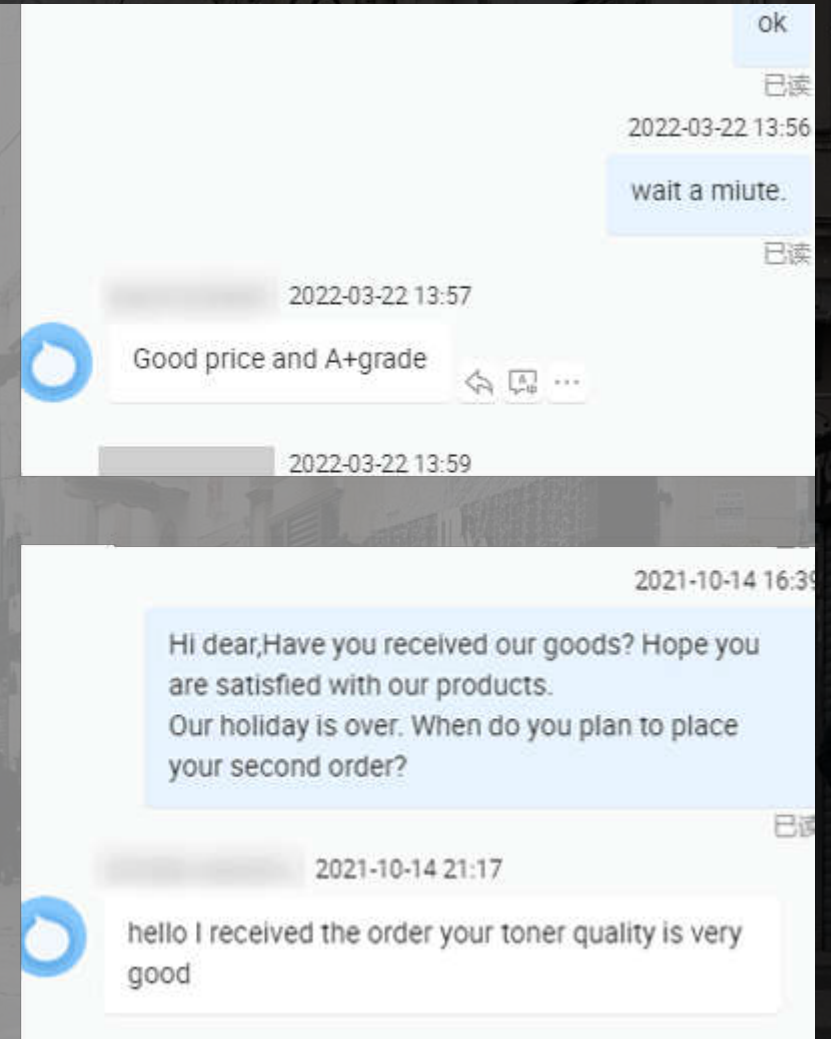 ok
已读
2022-03-22 13:56
wait a miute.
已读
2022-03-22 13:57
Good price and A+grade
2022-03-22 13:59
2021-10-14 16:39
Hi dear,Have you received our goods? Hope you
are satisfied with our products.
Our holiday is over. When do you plan to place
your second order?
已读
2021-10-14 21:17
hello I received the order your toner quality is very
good